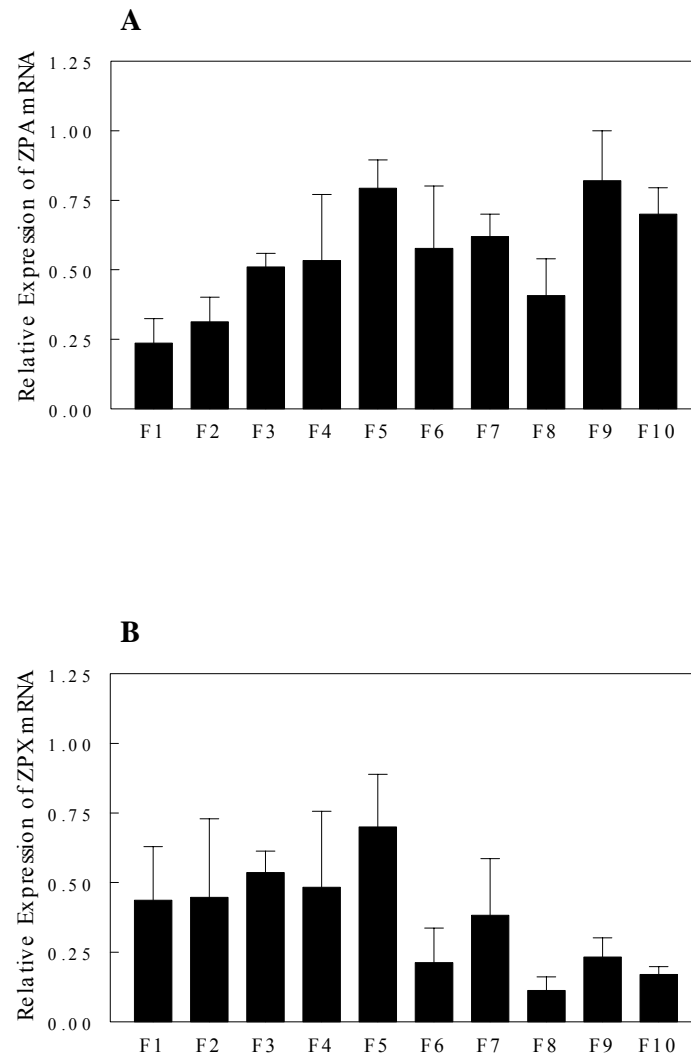 A
Relative Expression of ZPA mRNA
1.25
1.00
0.75
0.50
0.25
0.00
F1 F2 F3 F4 F5 F6 F7 F8 F9 F10
B
Relative Expression of ZPX mRNA
1.25
1.00
0.75
0.50
0.25
0.00
F1 F2 F3 F4 F5 F6 F7 F8 F9 F10